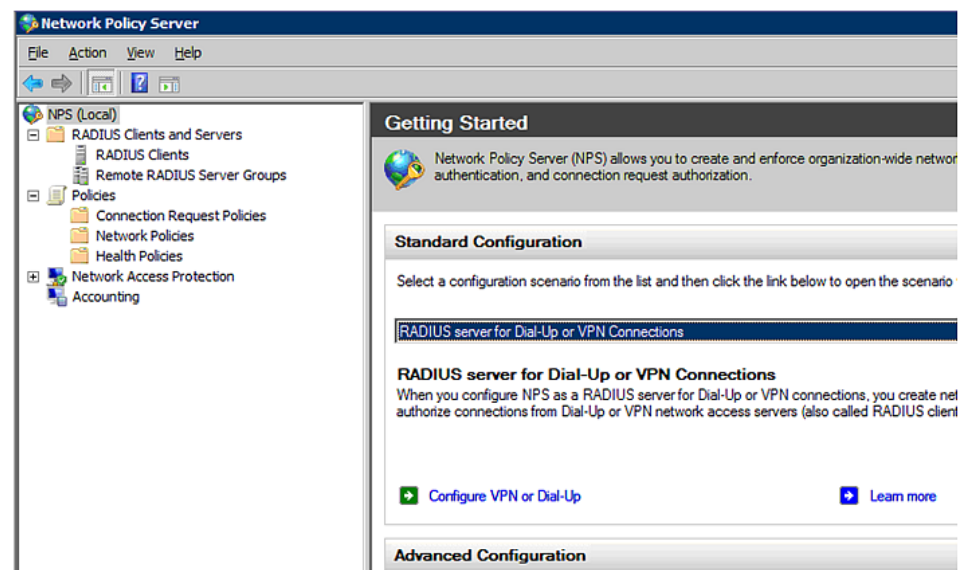 Network Policy Server
File Action View Help
NPS (Local)
RADIUS Clients and Servers
RADIUS Clients
Remote RADIUS Server Groups
Policies
Connection Request Policies
Network Policies
Health Policies
Network Access Protection
Accounting
Getting Started
Network Policy Server (NPS) allows you to create and enforce organization-wide networ
authentication, and connection request authorization.
Standard Configuration
Select a configuration scenario from the list and then click the link below to open the scenario
RADIUS server for Dial-Up or VPN Connections
RADIUS server for Dial-Up or VPN Connections
When you configure NPS as a RADIUS server for Dial-Up or VPN connections, you create net
authorize connections from Dial-Up or VPN network access servers (also called RADIUS client
Configure VPN or Dial-Up
Learn more
Advanced Configuration